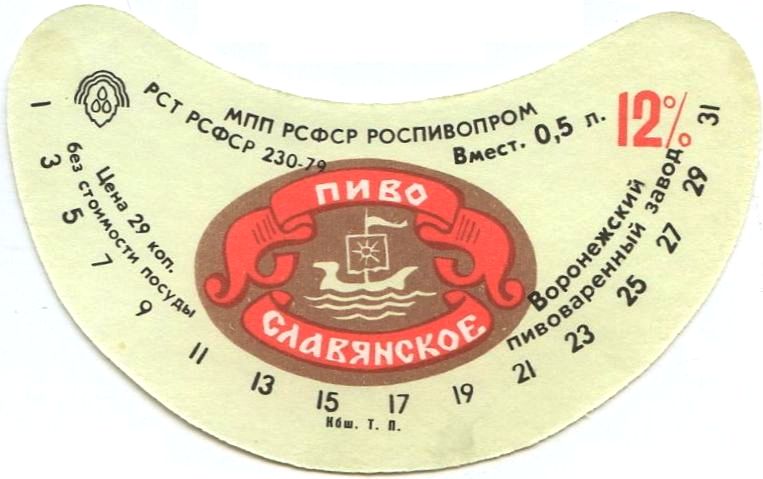 МПП РСФСР РОСПИВОПРОМ
РСТ РСФСР 230-79
Вмест. 0,5 л.
12%
Цена 29 коп.
без стоимости посуды
ПИВО
СЛАВЯНСКОЕ
Воронежский
пивоваренный завод
1 3 5 7 9 11 13 15 17 19 21 23 25 27 29 31
Нбш. Т. П.